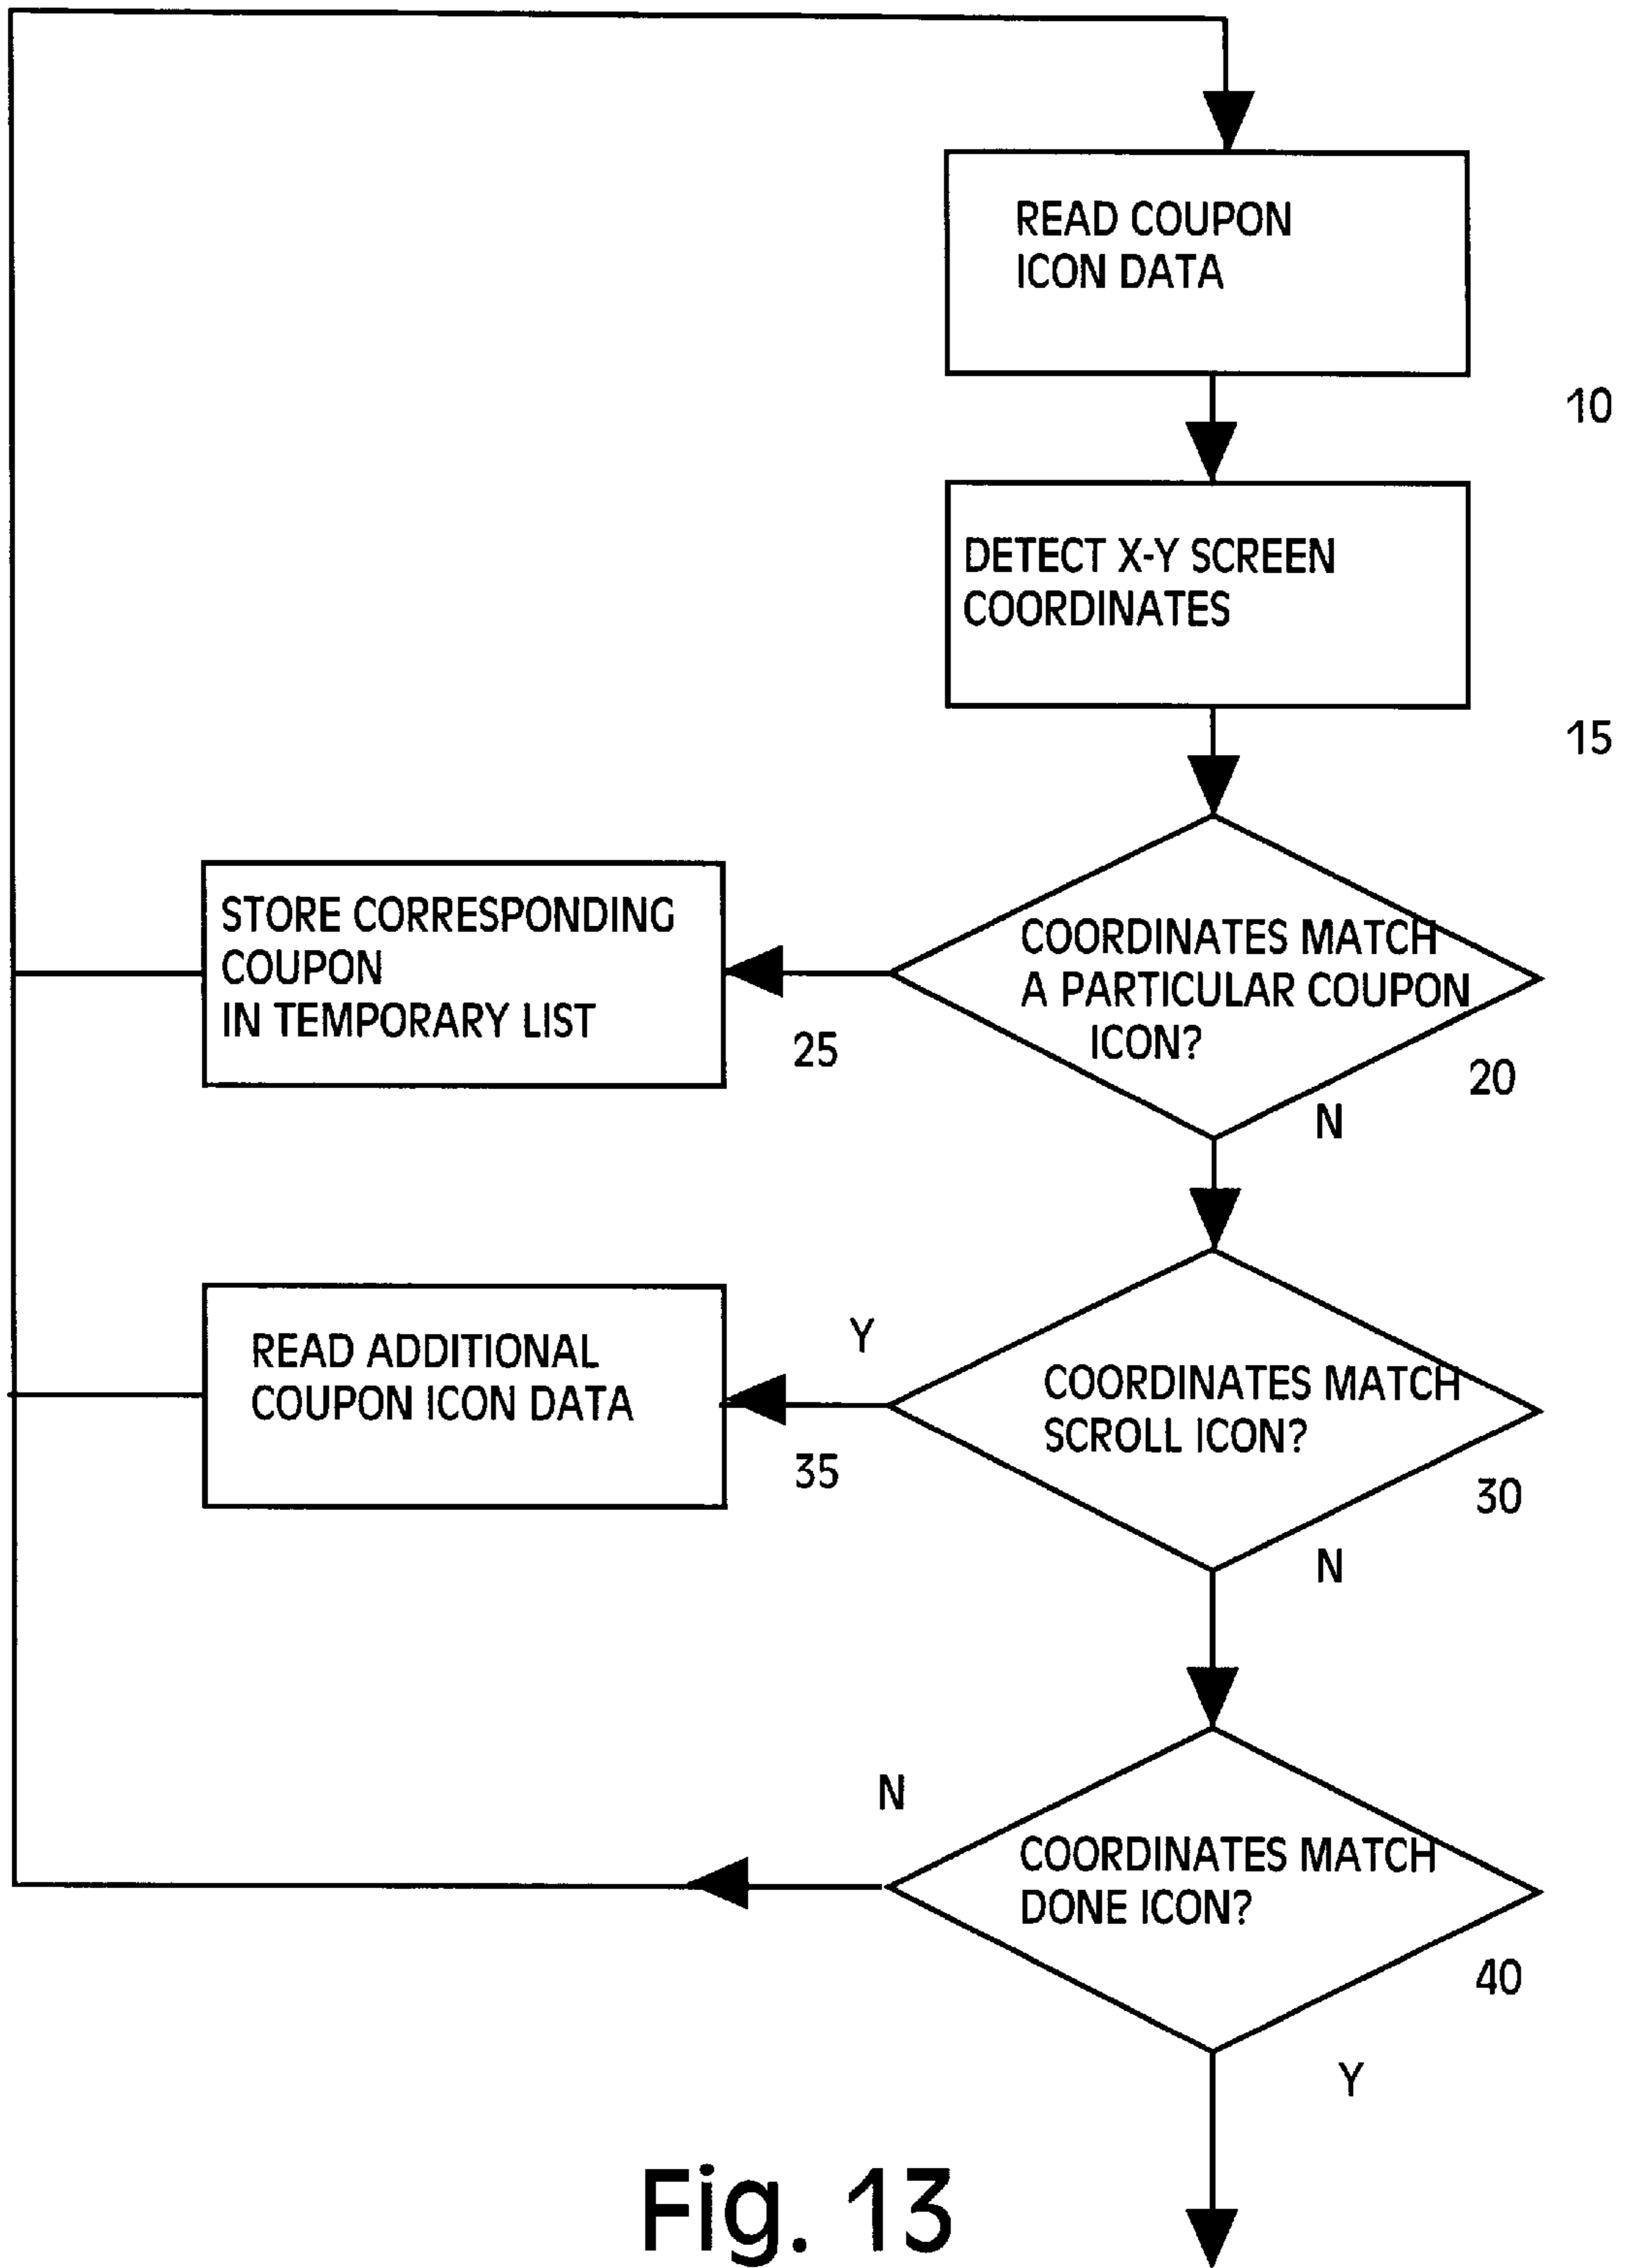 READ COUPON
ICON DATA
10
DETECT X-Y SCREEN
COORDINATES
15
STORE CORRESPONDING
COUPON
IN TEMPORARY LIST
25
COORDINATES MATCH
A PARTICULAR COUPON
ICON?
20
N
READ ADDITIONAL
COUPON ICON DATA
Y
35
COORDINATES MATCH
SCROLL ICON?
30
N
N
COORDINATES MATCH
DONE ICON?
40
Y
Fig. 13